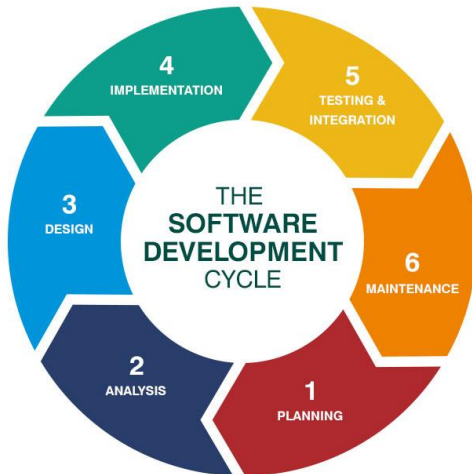 4
IMPLEMENTATION
5
TESTING &
INTEGRATION
3
DESIGN
THE
SOFTWARE
DEVELOPMENT
CYCLE
6
MAINTENANCE
2
ANALYSIS
1
PLANNING